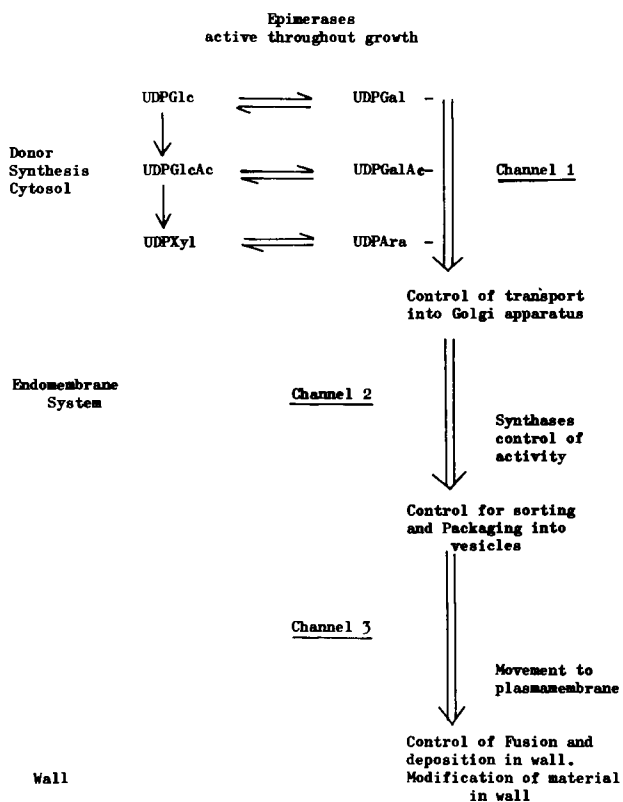 Epimerases
active throughout growth
UDPGlc UDPGal -
Donor
Synthesis
Cytosol
UDPGlcAc UDPGalAc- Channel 1
UDPXyl UDPAra -
Control of transport
into Golgi apparatus
Endomembrane
System
Channel 2
Synthases
control of
activity
Control for sorting
and Packaging into
vesicles
Channel 3
Movement to
plasmamembrane
Control of Fusion and
deposition in wall.
Modification of material
in wall
Wall